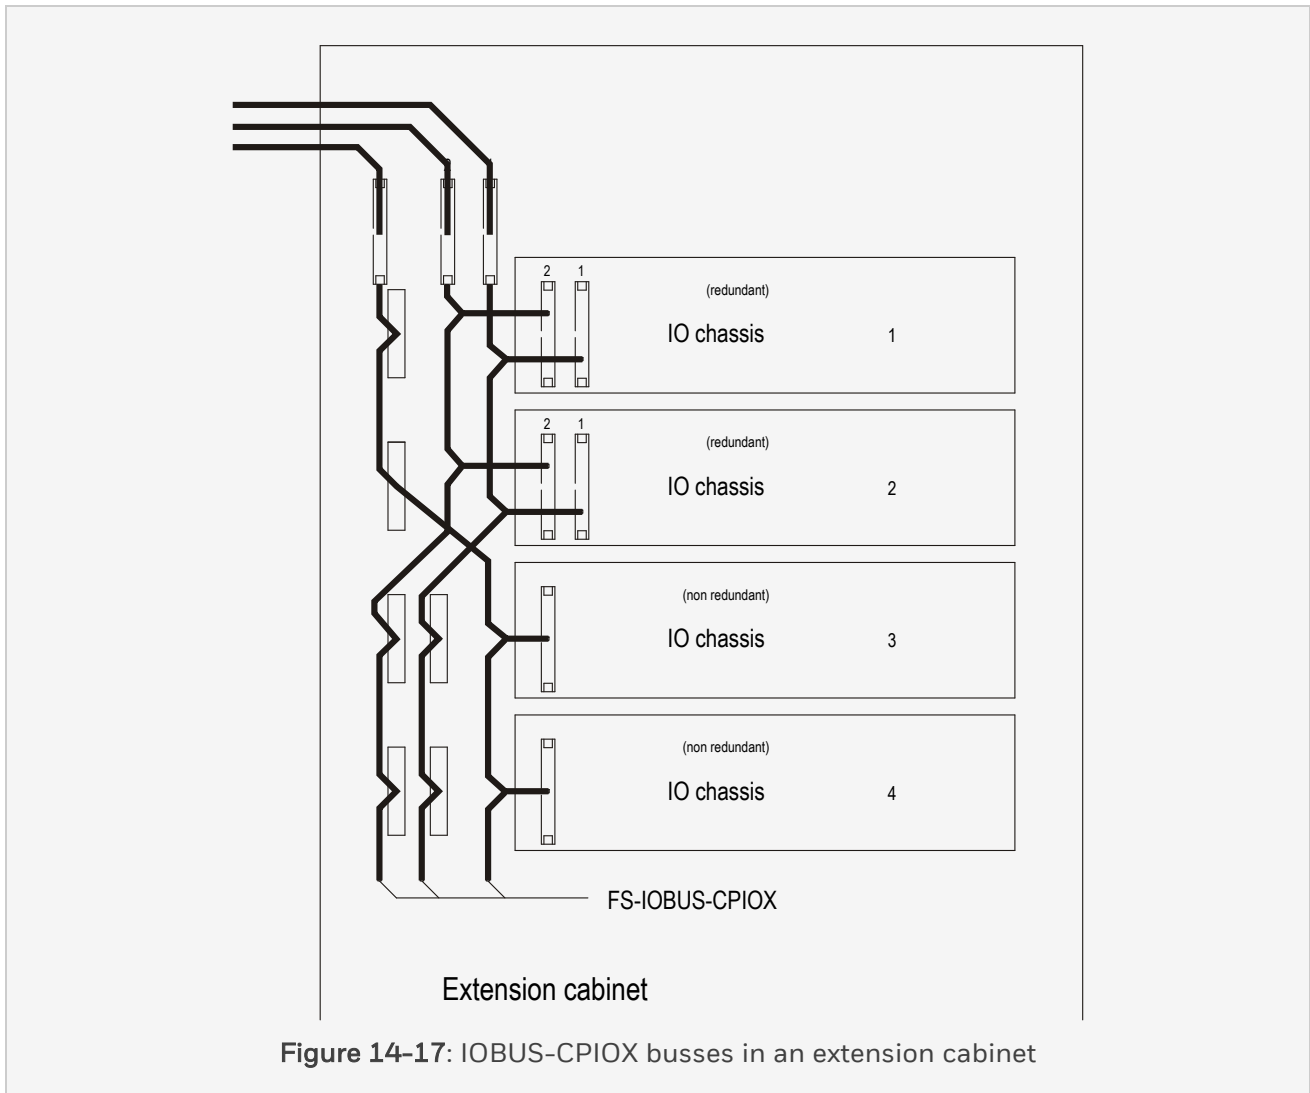 2 1
(redundant)
IO chassis 1
2 1
(redundant)
IO chassis 2
(non redundant)
IO chassis 3
(non redundant)
IO chassis 4
FS-IOBUS-CPIOX
Extension cabinet
Figure 14-17: IOBUS-CPIOX busses in an extension cabinet